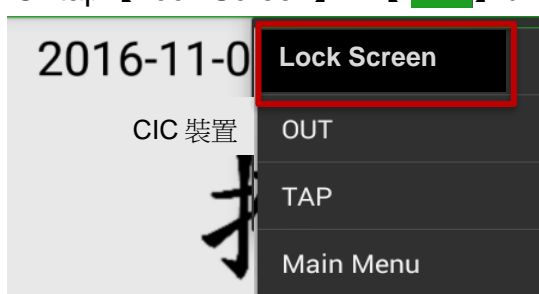 2016-11-0
Lock Screen
CIC 裝置
OUT
TAP
Main Menu